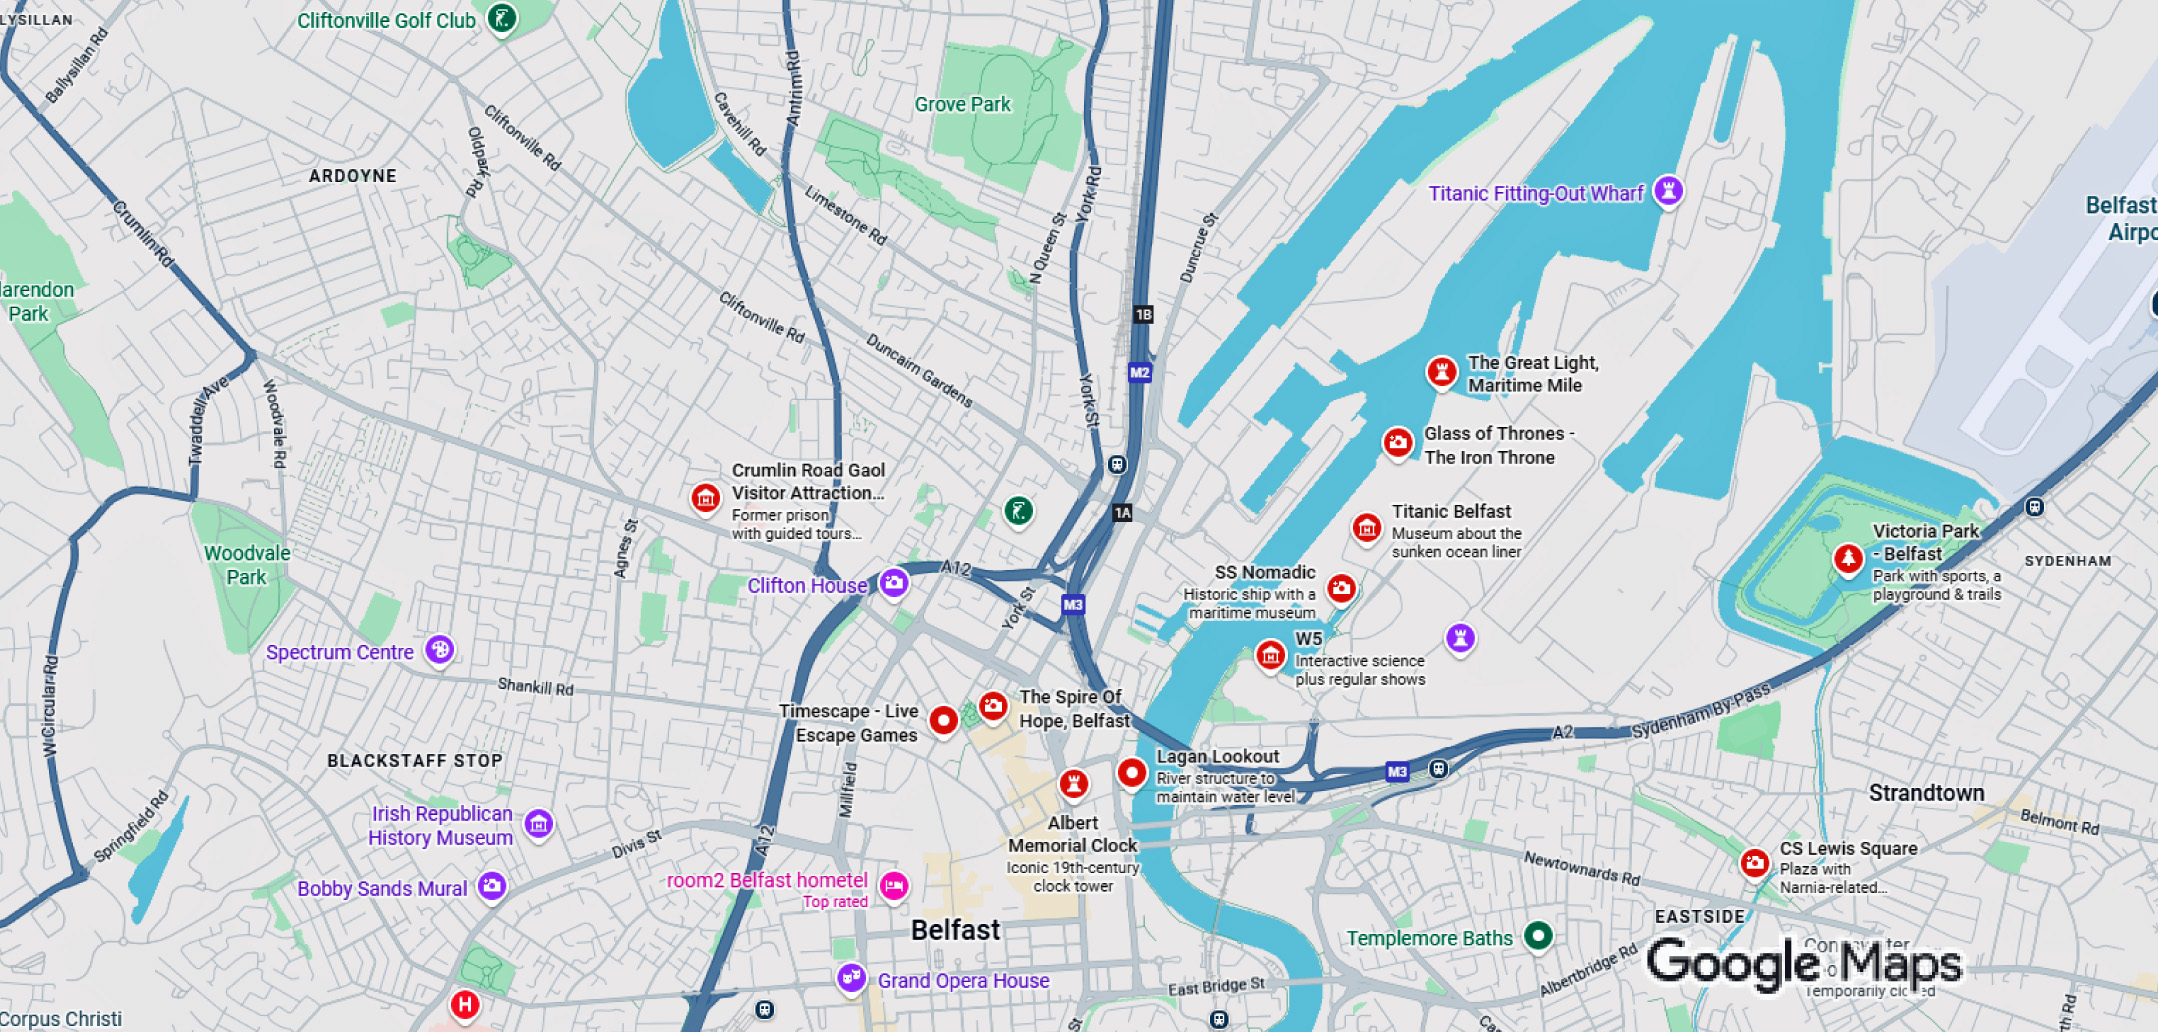 LYSILLAN
Cliftonville Golf Club
Ballysillan Rd
Antrim Rd
Cavehill Rd
Grove Park
Cliftonville Rd
Oldpark Rd
ARDOYNE
York Rd
Titanic Fitting-Out Wharf
Belfast
Airpo
Limestone Rd
N Queen St
Duncrue St
Crumlin Rd
larendon
Park
Cliftonville Rd
1B
M2
Duncairn Gardens
York St
The Great Light,
Maritime Mile
Twaddell Ave
Woodvale Rd
Glass of Thrones -
The Iron Throne
Crumlin Road Gaol
Visitor Attraction...
Former prison
with guided tours...
1A
Titanic Belfast
Museum about the
sunken ocean liner
Victoria Park
- Belfast
Park with sports, a
playground & trails
SYDENHAM
Woodvale
Park
Agnes St
A12
Clifton House
York St
M3
SS Nomadic
Historic ship with a
maritime museum
W5
Interactive science
plus regular shows
Spectrum Centre
Shankill Rd
W Circular Rd
The Spire Of
Hope, Belfast
Timescape - Live
Escape Games
Sydenham By-Pass
A2
BLACKSTAFF STOP
Lagan Lookout
River structure to
maintain water level
M3
Millfield
Strandtown
Belmont Rd
Irish Republican
History Museum
Springfield Rd
Divis St
A12
Albert
Memorial Clock
Iconic 19th-century
clock tower
Newtownards Rd
CS Lewis Square
Plaza with
Narnia-related...
room2 Belfast hometel
Top rated
Bobby Sands Mural
EASTSIDE
Belfast
Templemore Baths
Albertbridge Rd
Google Maps
Grand Opera House
East Bridge St
Temporarily closed
H
Corpus Christi
St
th Rd